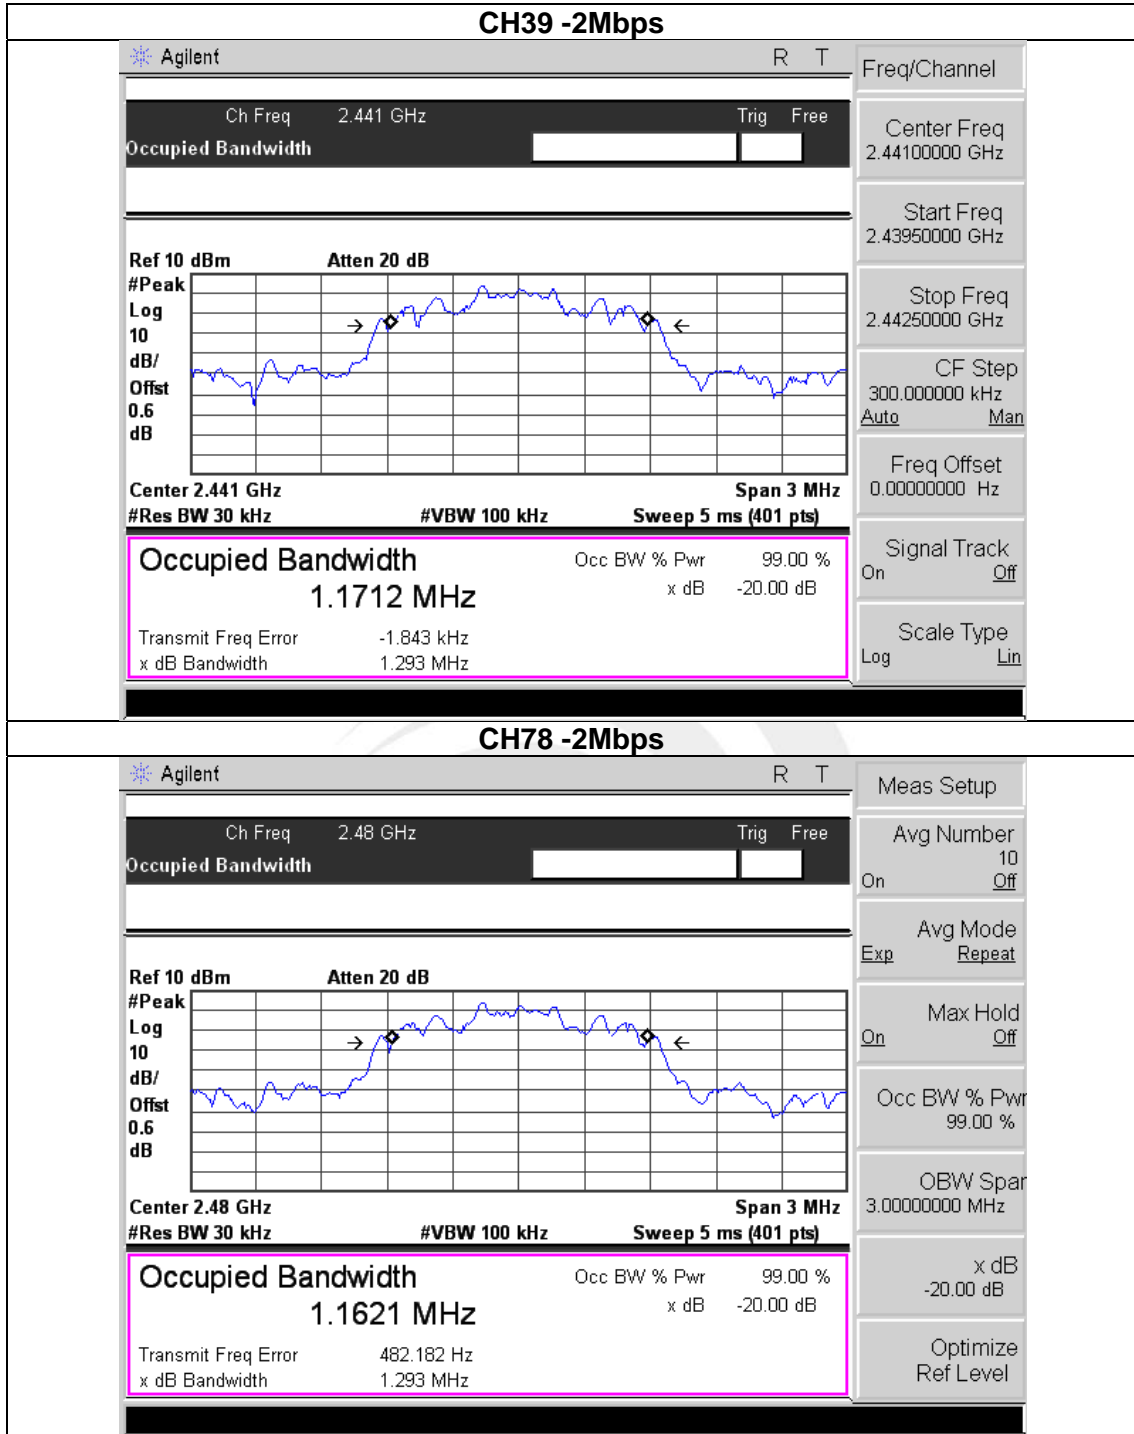 CH39 -2Mbps
Agilent R T
Freq/Channel
Ch Freq 2.441 GHz Trig Free
Occupied Bandwidth
Center Freq
2.44100000 GHz
Start Freq
2.43950000 GHz
Stop Freq
2.44250000 GHz
CF Step
300.000000 kHz
Auto Man
Freq Offset
0.00000000 Hz
Signal Track
On Off
Scale Type
Log Lin
Ref 10 dBm Atten 20 dB
#Peak
Log
10
dB/
Offst
0.6
dB
Center 2.441 GHz Span 3 MHz
#Res BW 30 kHz #VBW 100 kHz Sweep 5 ms (401 pts)
Occupied Bandwidth Occ BW % Pwr 99.00 %
1.1712 MHz x dB -20.00 dB
Transmit Freq Error -1.843 kHz
x dB Bandwidth 1.293 MHz
CH78 -2Mbps
Agilent R T
Meas Setup
Ch Freq 2.48 GHz Trig Free
Occupied Bandwidth
Avg Number
10
On Off
Avg Mode
Exp Repeat
Max Hold
On Off
Occ BW % Pwr
99.00 %
OBW Span
3.00000000 MHz
x dB
-20.00 dB
Optimize
Ref Level
Ref 10 dBm Atten 20 dB
#Peak
Log
10
dB/
Offst
0.6
dB
Center 2.48 GHz Span 3 MHz
#Res BW 30 kHz #VBW 100 kHz Sweep 5 ms (401 pts)
Occupied Bandwidth Occ BW % Pwr 99.00 %
1.1621 MHz x dB -20.00 dB
Transmit Freq Error 482.182 Hz
x dB Bandwidth 1.293 MHz